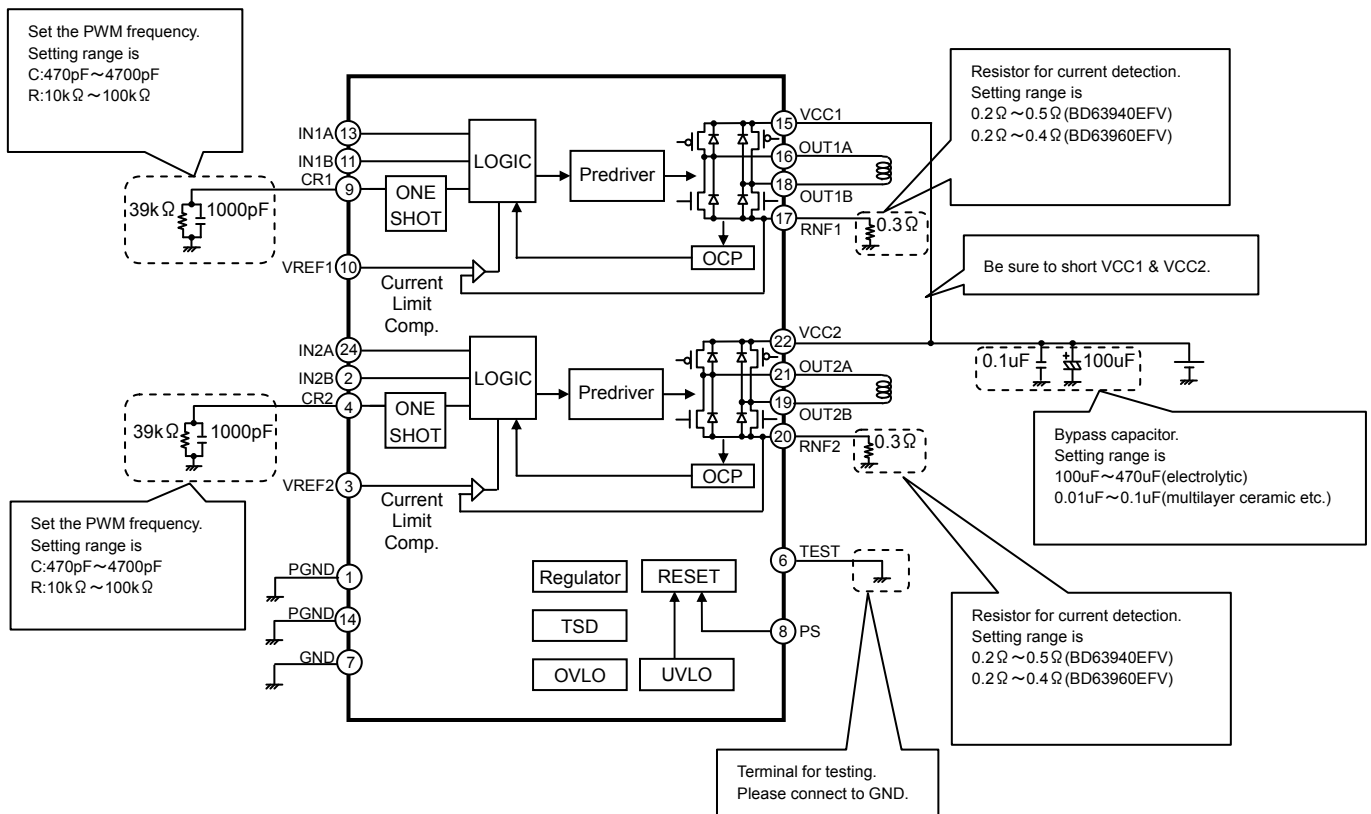 Set the PWM frequency.
Setting range is
C:470pF～4700pF
R:10kΩ～100kΩ
Resistor for current detection.
Setting range is
0.2Ω～0.5Ω(BD63940EFV)
0.2Ω～0.4Ω(BD63960EFV)
IN1A 13
IN1B 11
CR1 9
39kΩ 1000pF
ONE
SHOT
LOGIC
Predriver
15 VCC1
16 OUT1A
18 OUT1B
17 RNF1
0.3Ω
OCP
VREF1 10
Current
Limit
Comp.
Be sure to short VCC1 & VCC2.
IN2A 24
IN2B 2
CR2 4
39kΩ 1000pF
ONE
SHOT
LOGIC
Predriver
22 VCC2
21 OUT2A
19 OUT2B
20 RNF2
0.3Ω
OCP
0.1uF
+ 100uF
VREF2 3
Current
Limit
Comp.
Set the PWM frequency.
Setting range is
C:470pF～4700pF
R:10kΩ～100kΩ
Bypass capacitor.
Setting range is
100uF～470uF(electrolytic)
0.01uF～0.1uF(multilayer ceramic etc.)
PGND 1
PGND 14
GND 7
Regulator
RESET
TSD
OVLO
UVLO
6 TEST
8 PS
Resistor for current detection.
Setting range is
0.2Ω～0.5Ω(BD63940EFV)
0.2Ω～0.4Ω(BD63960EFV)
Terminal for testing.
Please connect to GND.